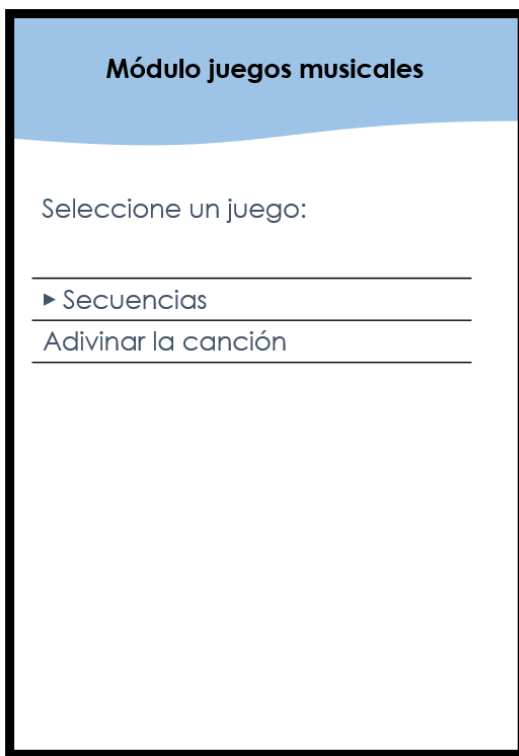 Módulo juegos musicales
Seleccione un juego:
▸ Secuencias
Adivinar la canción